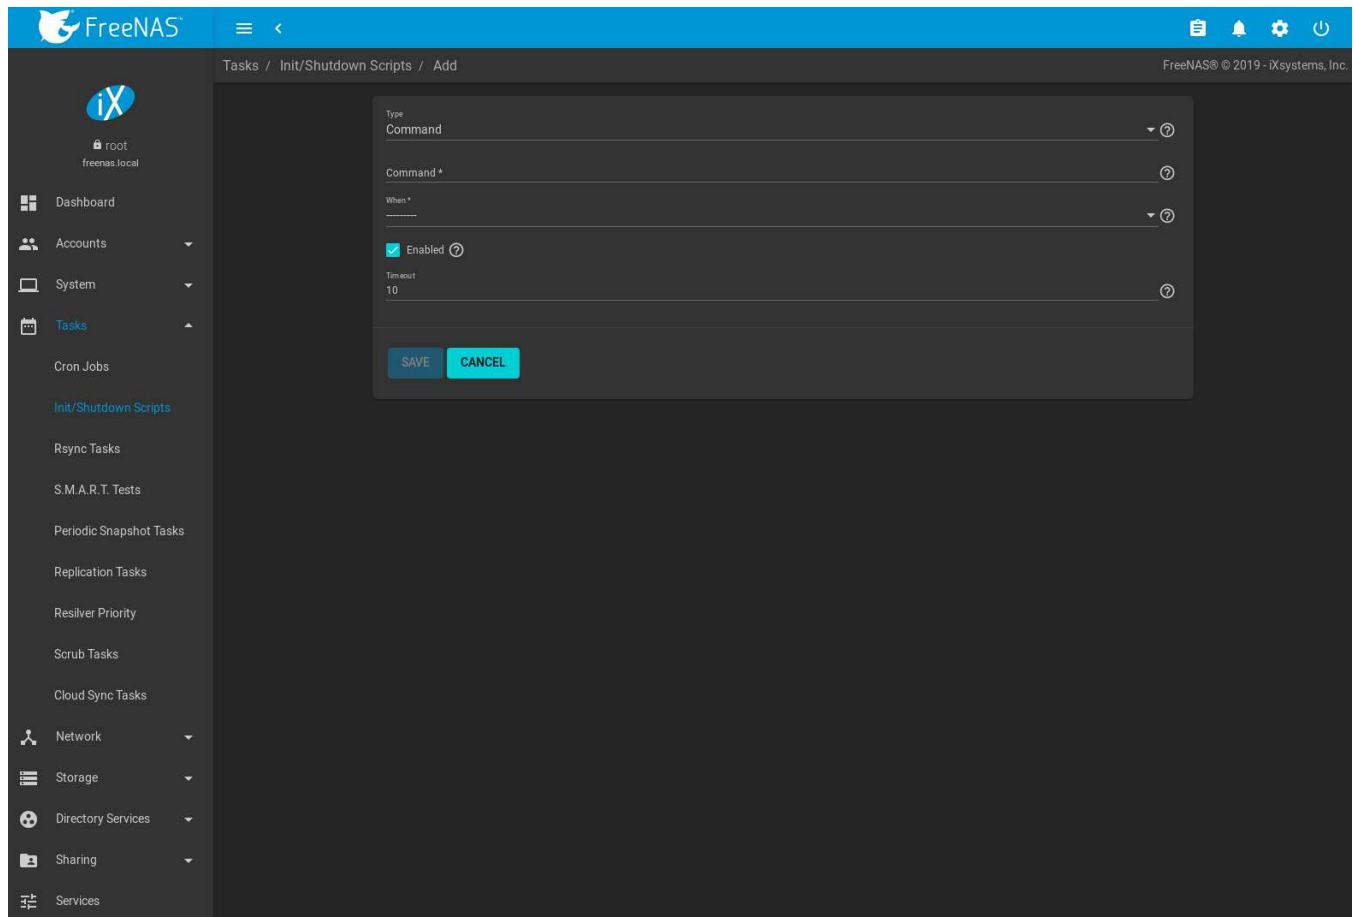 FreeNAS
Tasks / Init/Shutdown Scripts / Add
FreeNAS® © 2019 - iXsystems, Inc.
iX
root
freenas.local
Dashboard
Accounts
System
Tasks
Cron Jobs
Init/Shutdown Scripts
Rsync Tasks
S.M.A.R.T. Tests
Periodic Snapshot Tasks
Replication Tasks
Resilver Priority
Scrub Tasks
Cloud Sync Tasks
Network
Storage
Directory Services
Sharing
Services
Type
Command
Command *
When *
---------
Enabled
Timeout
10
SAVE CANCEL